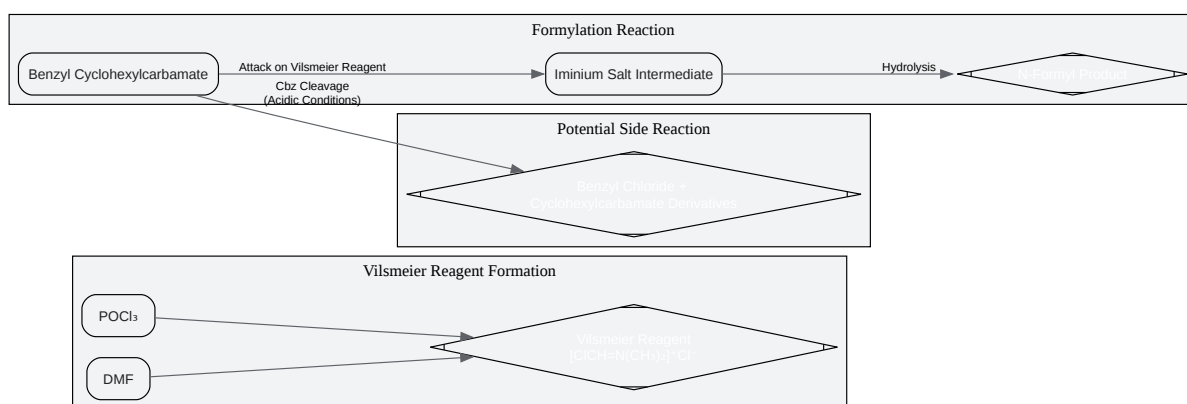 Formylation Reaction
Benzyl Cyclohexylcarbamate
Attack on Vilsmeier Reagent
Cbz Cleavage
(Acidic Conditions)
Iminium Salt Intermediate
Hydrolysis
N-Formyl Product
Potential Side Reaction
Benzyl Chloride +
Cyclohexylcarbamate Derivatives
Vilsmeier Reagent Formation
POCl₃
DMF
Vilsmeier Reagent
[ClCH=N(CH₃)₂]⁺Cl⁻